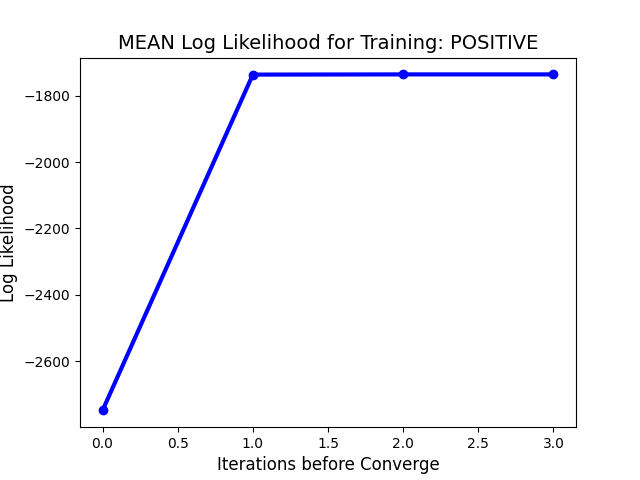 MEAN Log Likelihood for Training: POSITIVE
Log Likelihood
−1800
−2000
−2200
−2400
−2600
0.0 0.5 1.0 1.5 2.0 2.5 3.0
Iterations before Converge